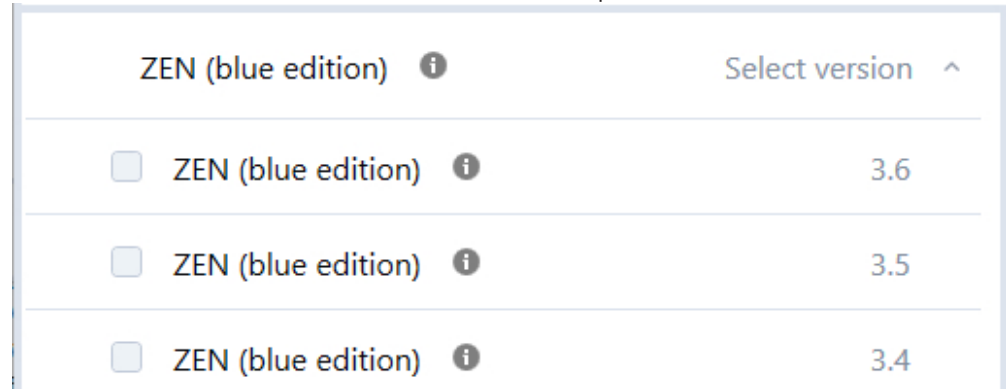 ZEN (blue edition) Select version
ZEN (blue edition) 3.6
ZEN (blue edition) 3.5
ZEN (blue edition) 3.4